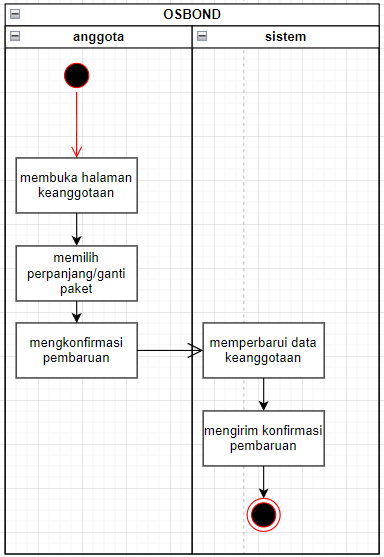 OSBOND
anggota
sistem
membuka halaman
keanggotaan
memilih
perpanjang/ganti
paket
mengkonfirmasi
pembaruan
memperbarui data
keanggotaan
mengirim konfirmasi
pembaruan